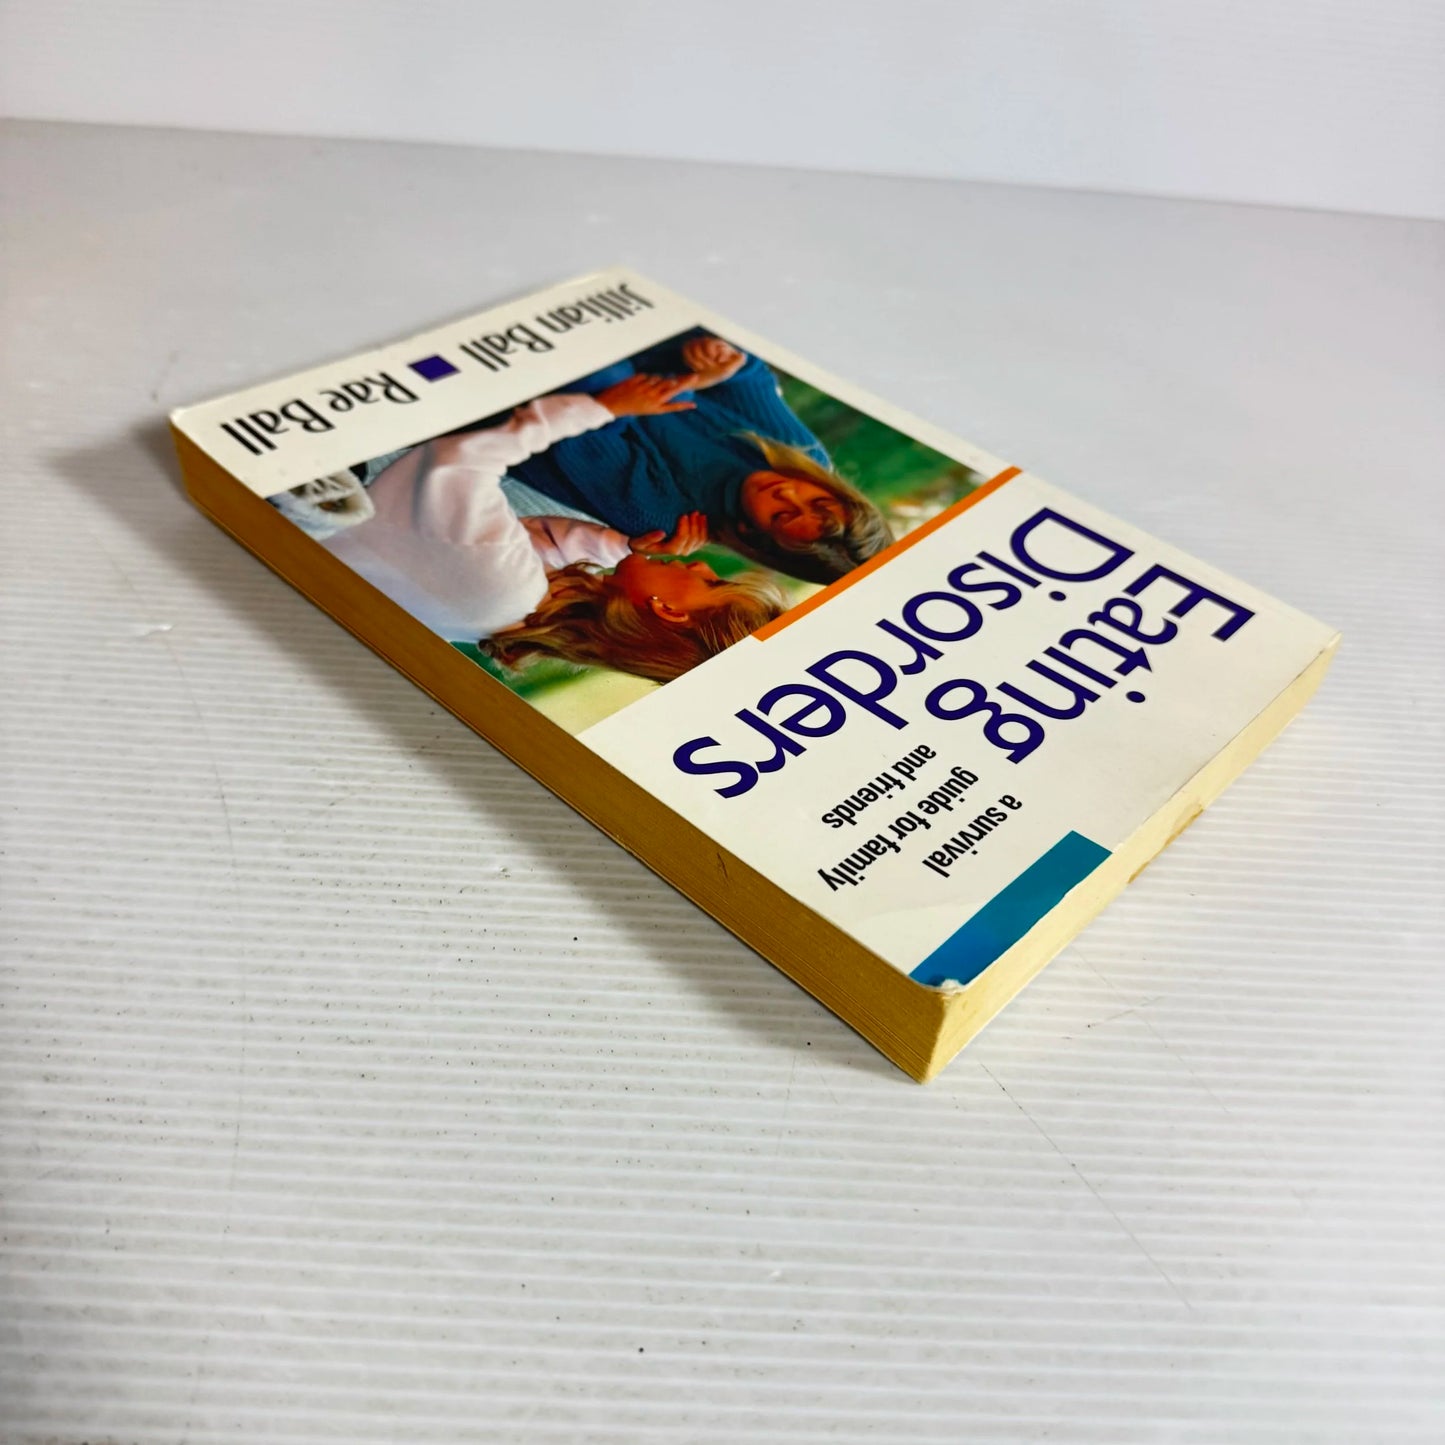 a survival
guide for family
and friends
Eating
Disorders
Jillian Ball ■ Rae Ball